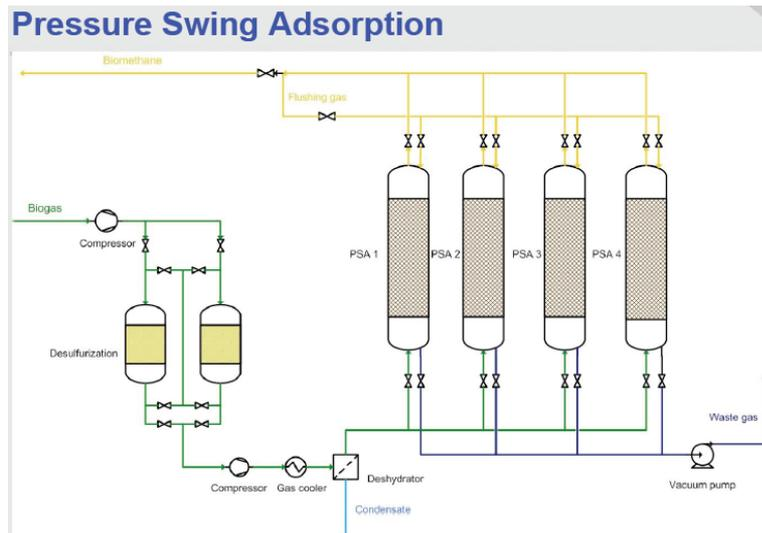 Pressure Swing Adsorption
Biomethane
Flushing gas
Biogas
Compressor
PSA 1
PSA 2
PSA 3
PSA 4
Desulfurization
Waste gas
Compressor
Gas cooler
Deshydrator
Vacuum pump
Condensate